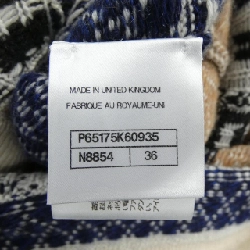 MADE IN UNITED KINGDOM
FABRIQUE AU ROYAUME-UNI
P65175K60935
N8854 36